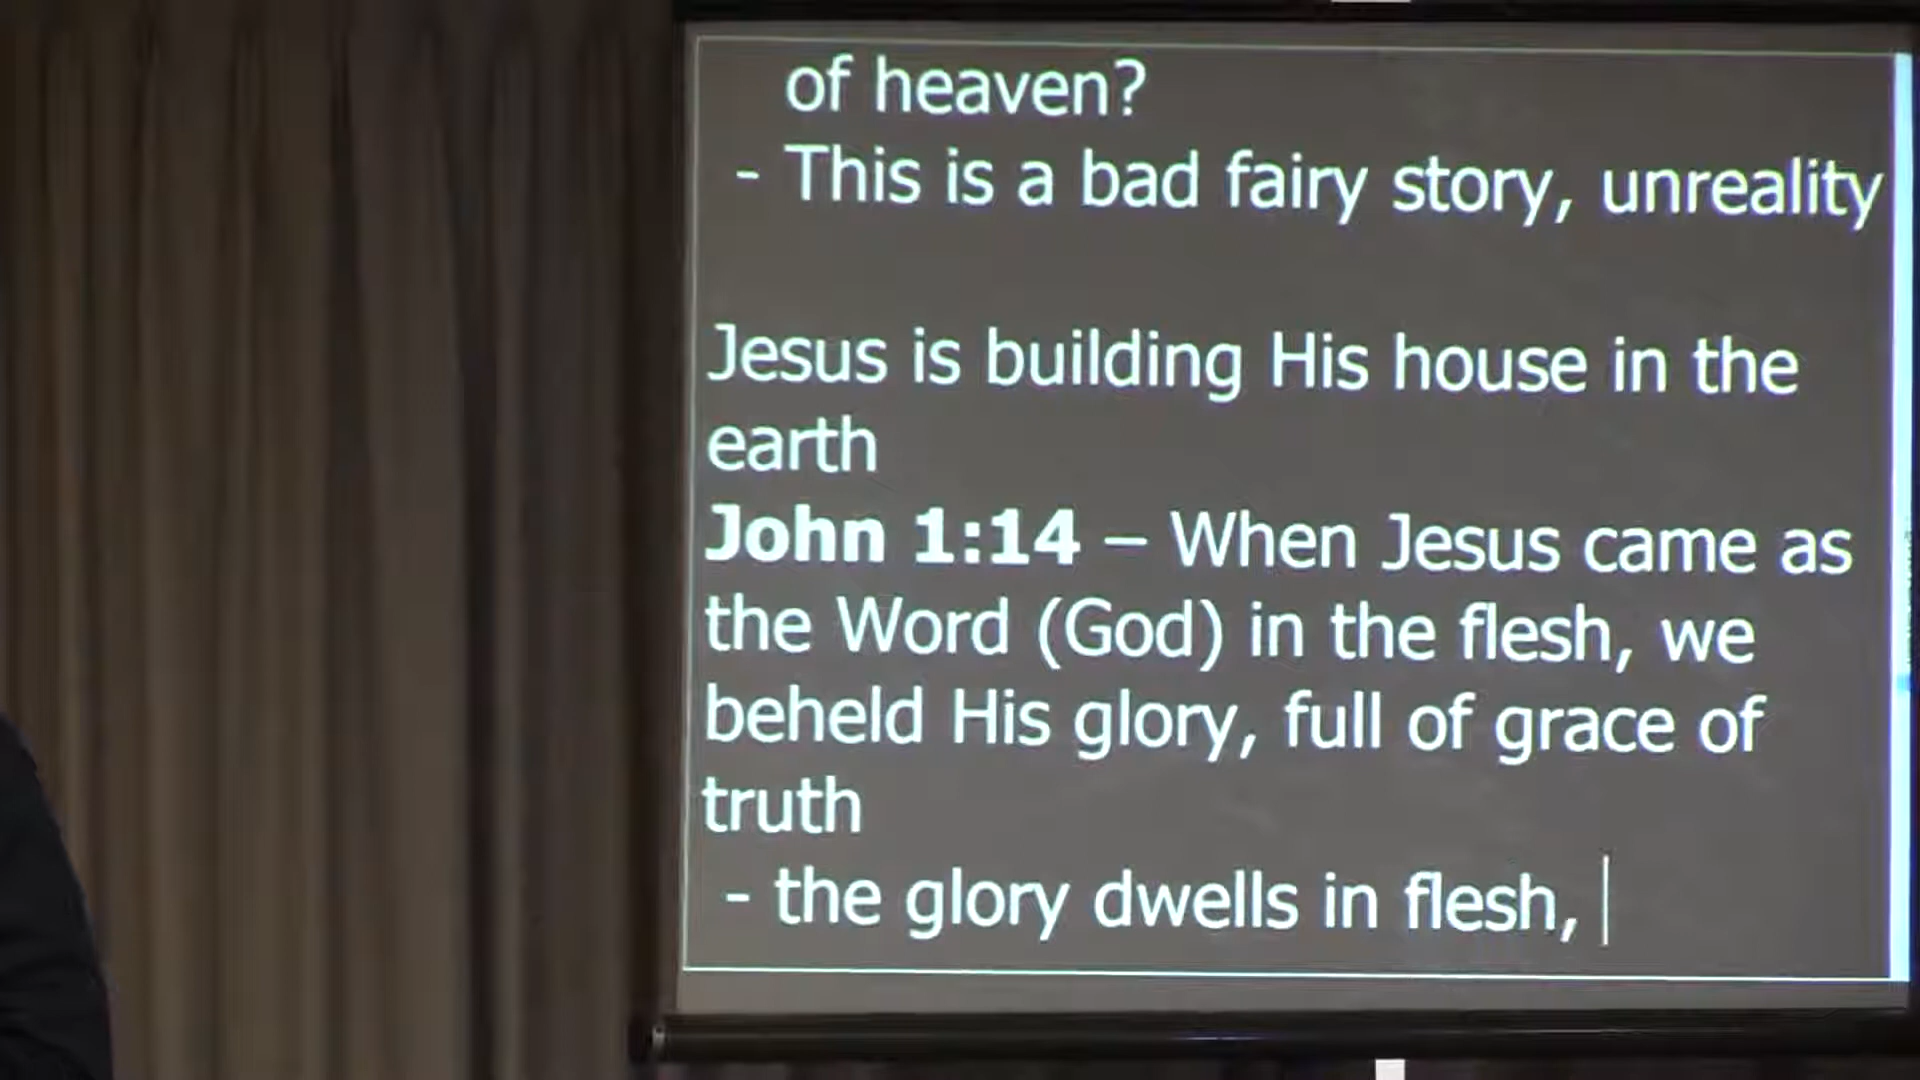 of heaven?
- This is a bad fairy story, unreality
Jesus is building His house in the
earth
John 1:14 – When Jesus came as
the Word (God) in the flesh, we
beheld His glory, full of grace of
truth
- the glory dwells in flesh,